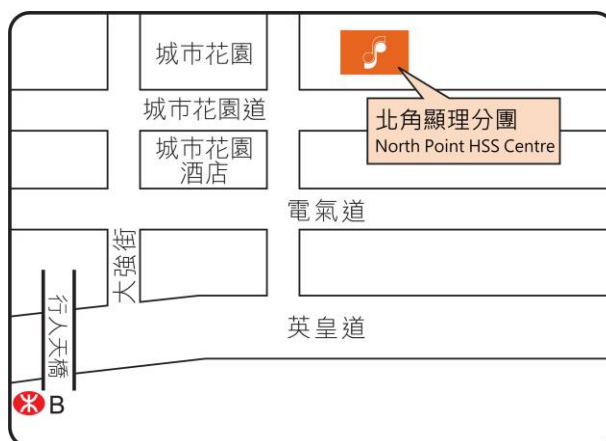 城市花園
城市花園道
北角顯理分團
North Point HSS Centre
城市花園
酒店
電氣道
大強街
行人天橋
英皇道
B